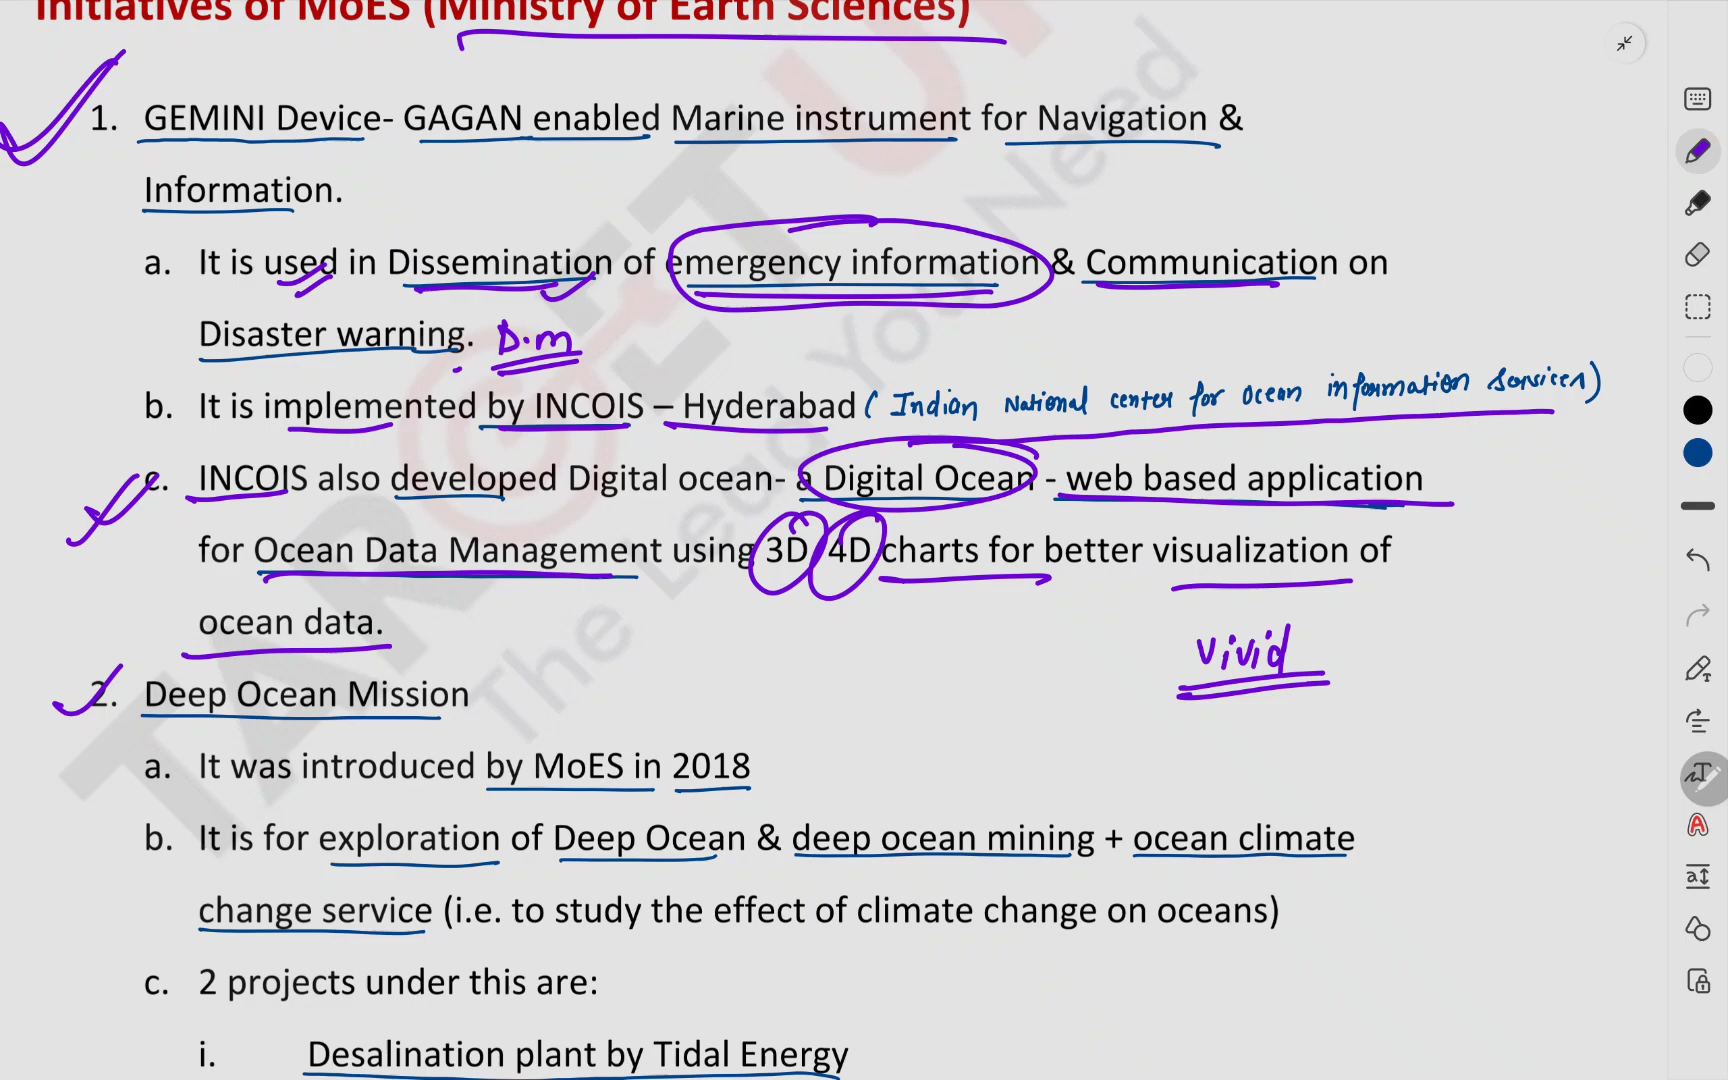 Initiatives of MoES (Ministry of Earth Sciences)
1. GEMINI Device- GAGAN enabled Marine instrument for Navigation &
Information.
a. It is used in Dissemination of emergency information & Communication on
Disaster warning. D.m
b. It is implemented by INCOIS – Hyderabad ( Indian National center for ocean information Services)
c. INCOIS also developed Digital ocean- a Digital Ocean - web based application
for Ocean Data Management using 3D 4D charts for better visualization of
ocean data.
vivid
2. Deep Ocean Mission
a. It was introduced by MoES in 2018
b. It is for exploration of Deep Ocean & deep ocean mining + ocean climate
change service (i.e. to study the effect of climate change on oceans)
c. 2 projects under this are:
i. Desalination plant by Tidal Energy
TARGET U
The Lead You Need